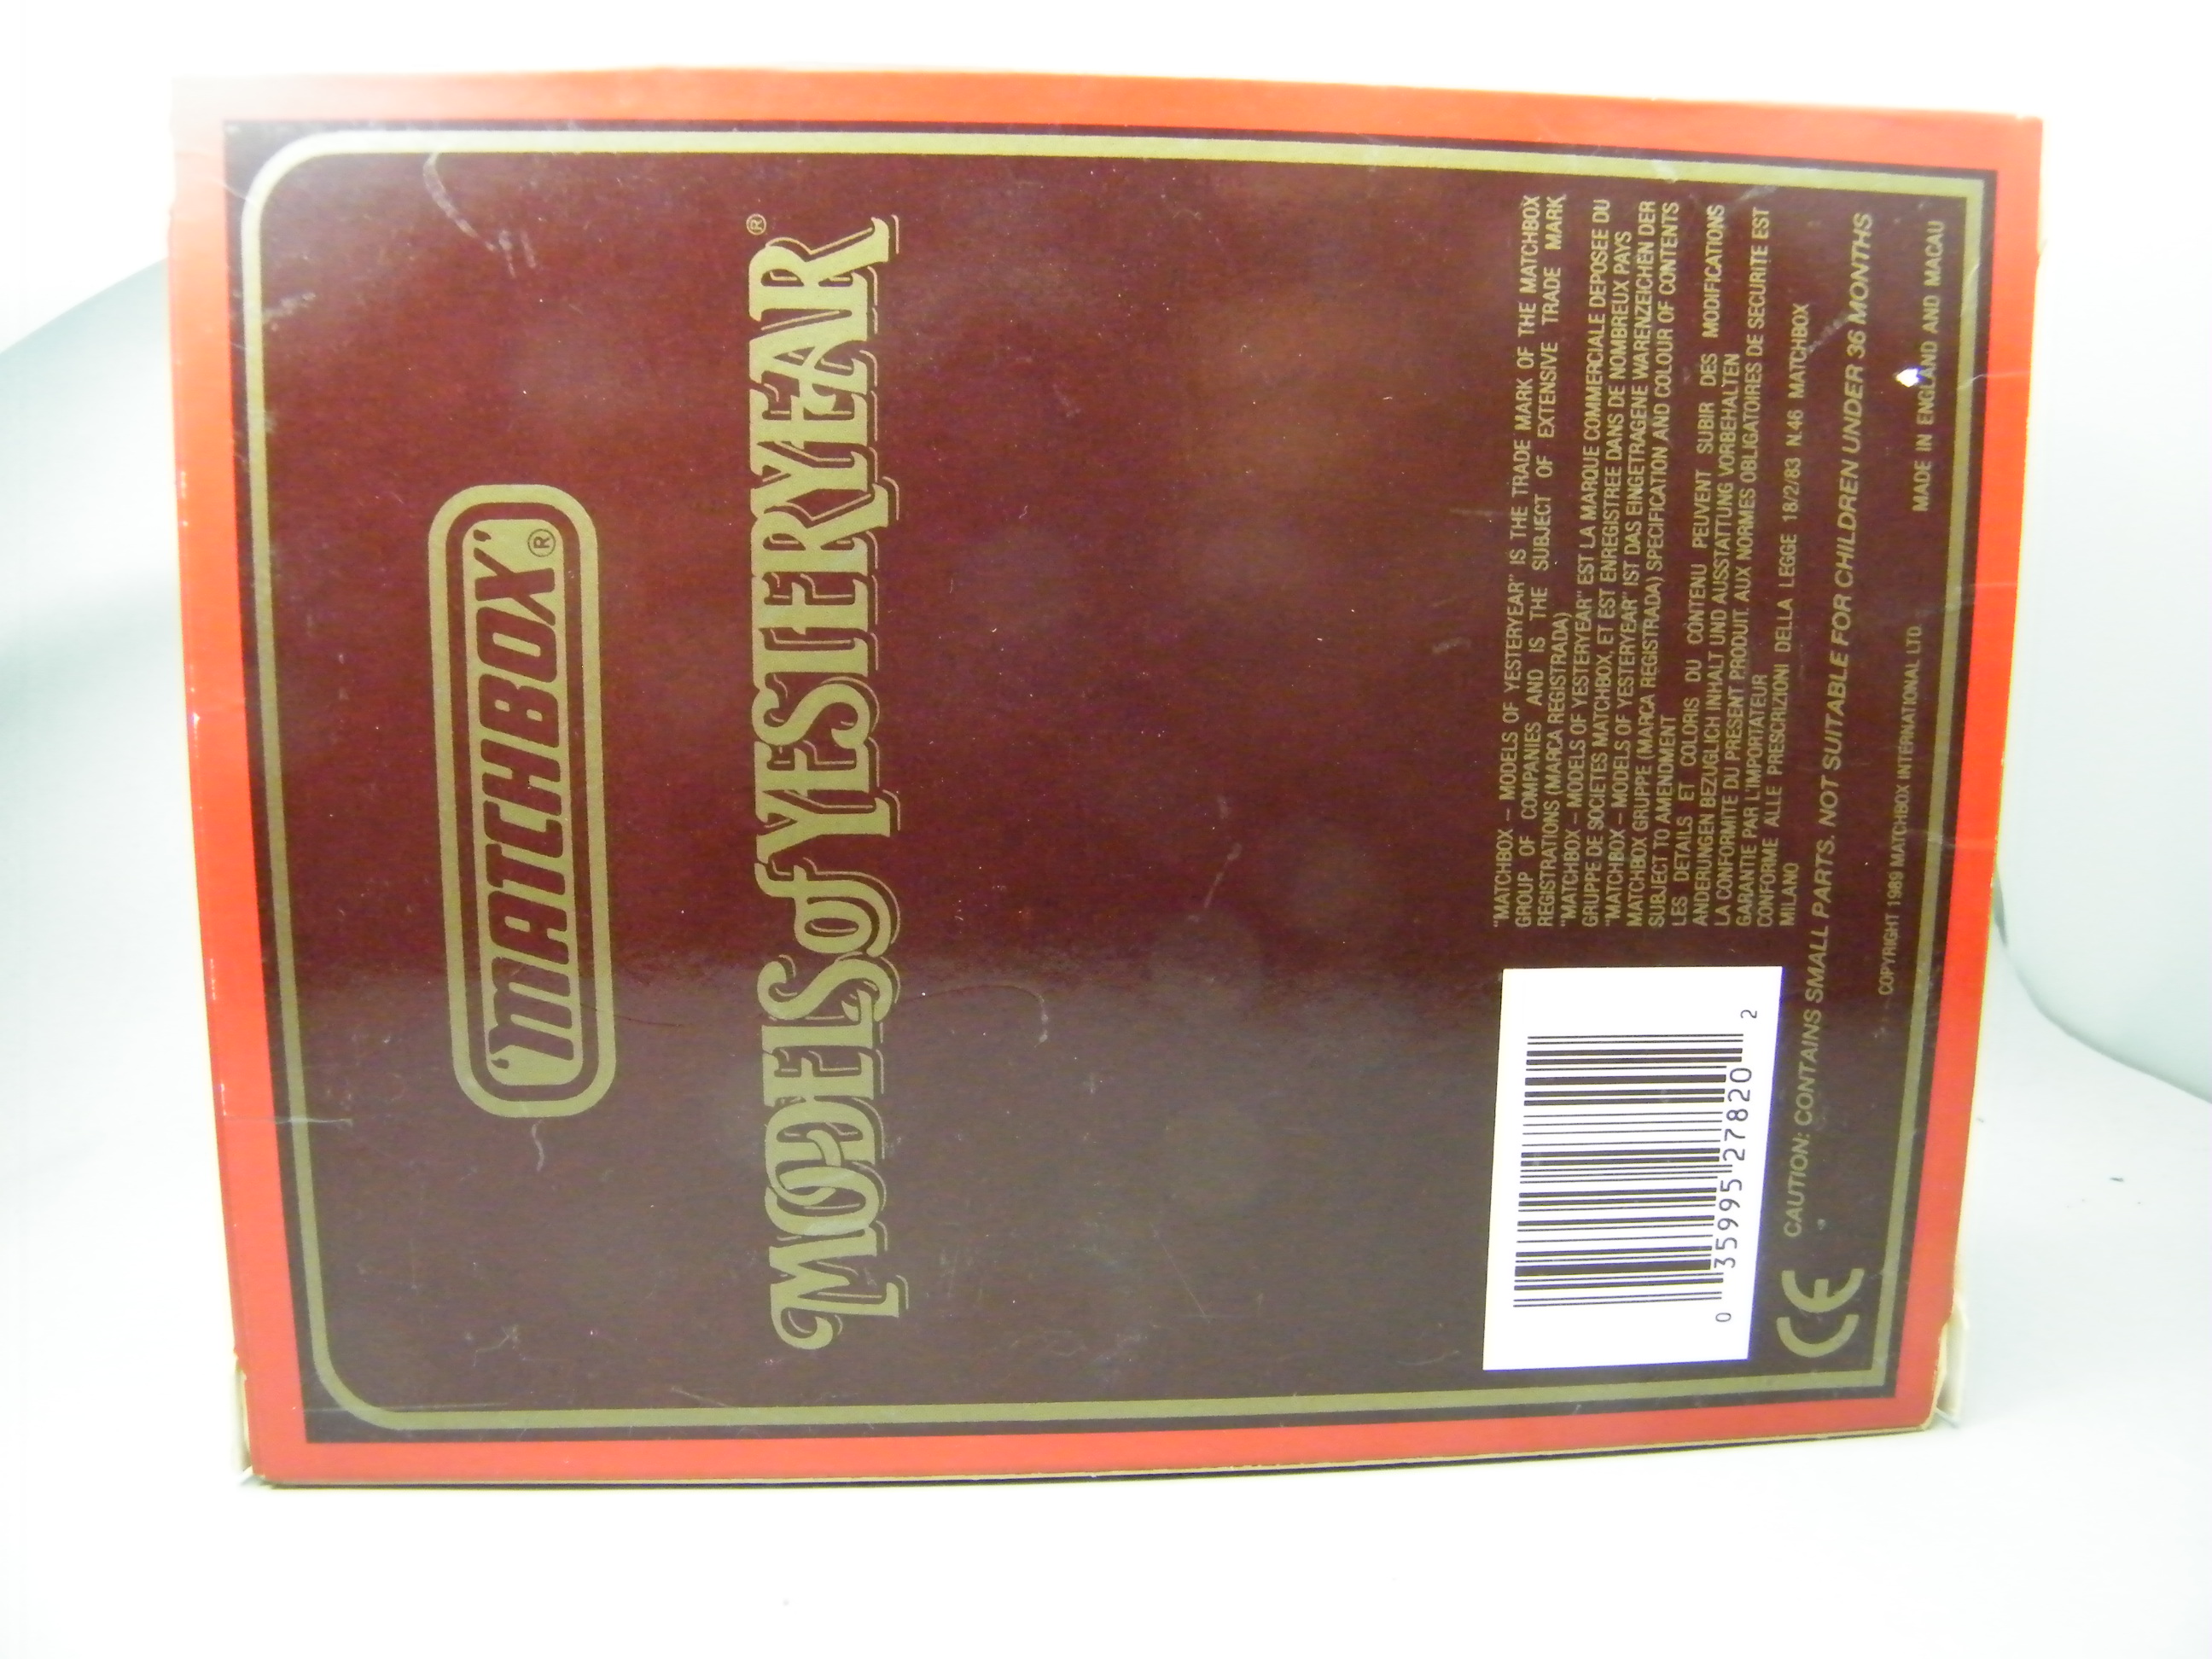 'MATCHBOX'®
MODELS of YESTERYEAR®
"MATCHBOX – MODELS OF YESTERYEAR" IS THE TRADE MARK OF THE MATCHBOX
GROUP OF COMPANIES AND IS THE SUBJECT OF EXTENSIVE TRADE MARK
REGISTRATIONS (MARCA REGISTRADA)
"MATCHBOX – MODELS OF YESTERYEAR" EST LA MARQUE COMMERCIALE DEPOSEE DU
GRUPPE DE SOCIETES MATCHBOX, ET EST ENREGISTREE DANS DE NOMBREUX PAYS
"MATCHBOX – MODELS OF YESTERYEAR" IST DAS EINGETRAGENE WARENZEICHEN DER
MATCHBOX GRUPPE (MARCA REGISTRADA) SPECIFICATION AND COLOUR OF CONTENTS
SUBJECT TO AMENDMENT
LES DETAILS ET COLORIS DU CONTENU PEUVENT SUBIR DES MODIFICATIONS
ANDERUNGEN BEZUGLICH INHALT UND AUSSTATTUNG VORBEHALTEN
LA CONFORMITE DU PRESENT PRODUIT. AUX NORMES OBLIGATOIRES DE SECURITE EST
GARANTIE PAR L'IMPORTATEUR
CONFORME ALLE PRESCRIZIONI DELLA LEGGE 18/2/83 N.46 MATCHBOX
MILANO
0 35995 27820 2
CE
CAUTION: CONTAINS SMALL PARTS. NOT SUITABLE FOR CHILDREN UNDER 36 MONTHS
COPYRIGHT 1989 MATCHBOX INTERNATIONAL LTD. MADE IN ENGLAND AND MACAU